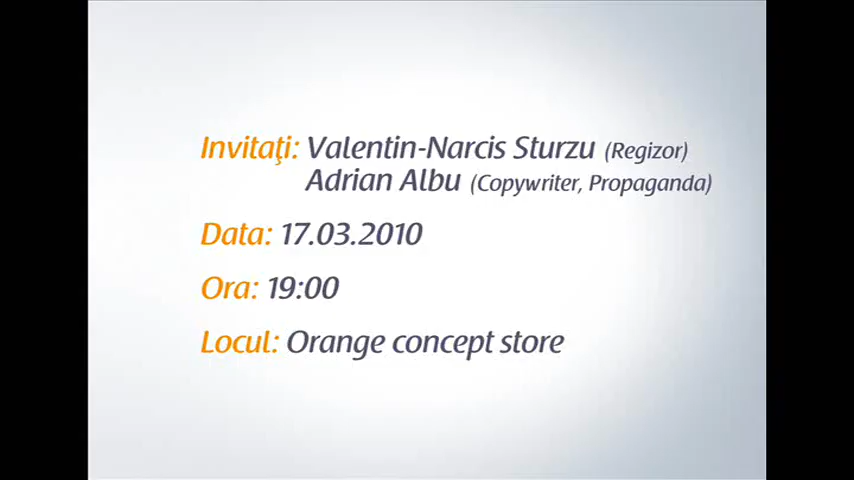 Invitaţi: Valentin-Narcis Sturzu (Regizor)
Adrian Albu (Copywriter, Propaganda)
Data: 17.03.2010
Ora: 19:00
Locul: Orange concept store